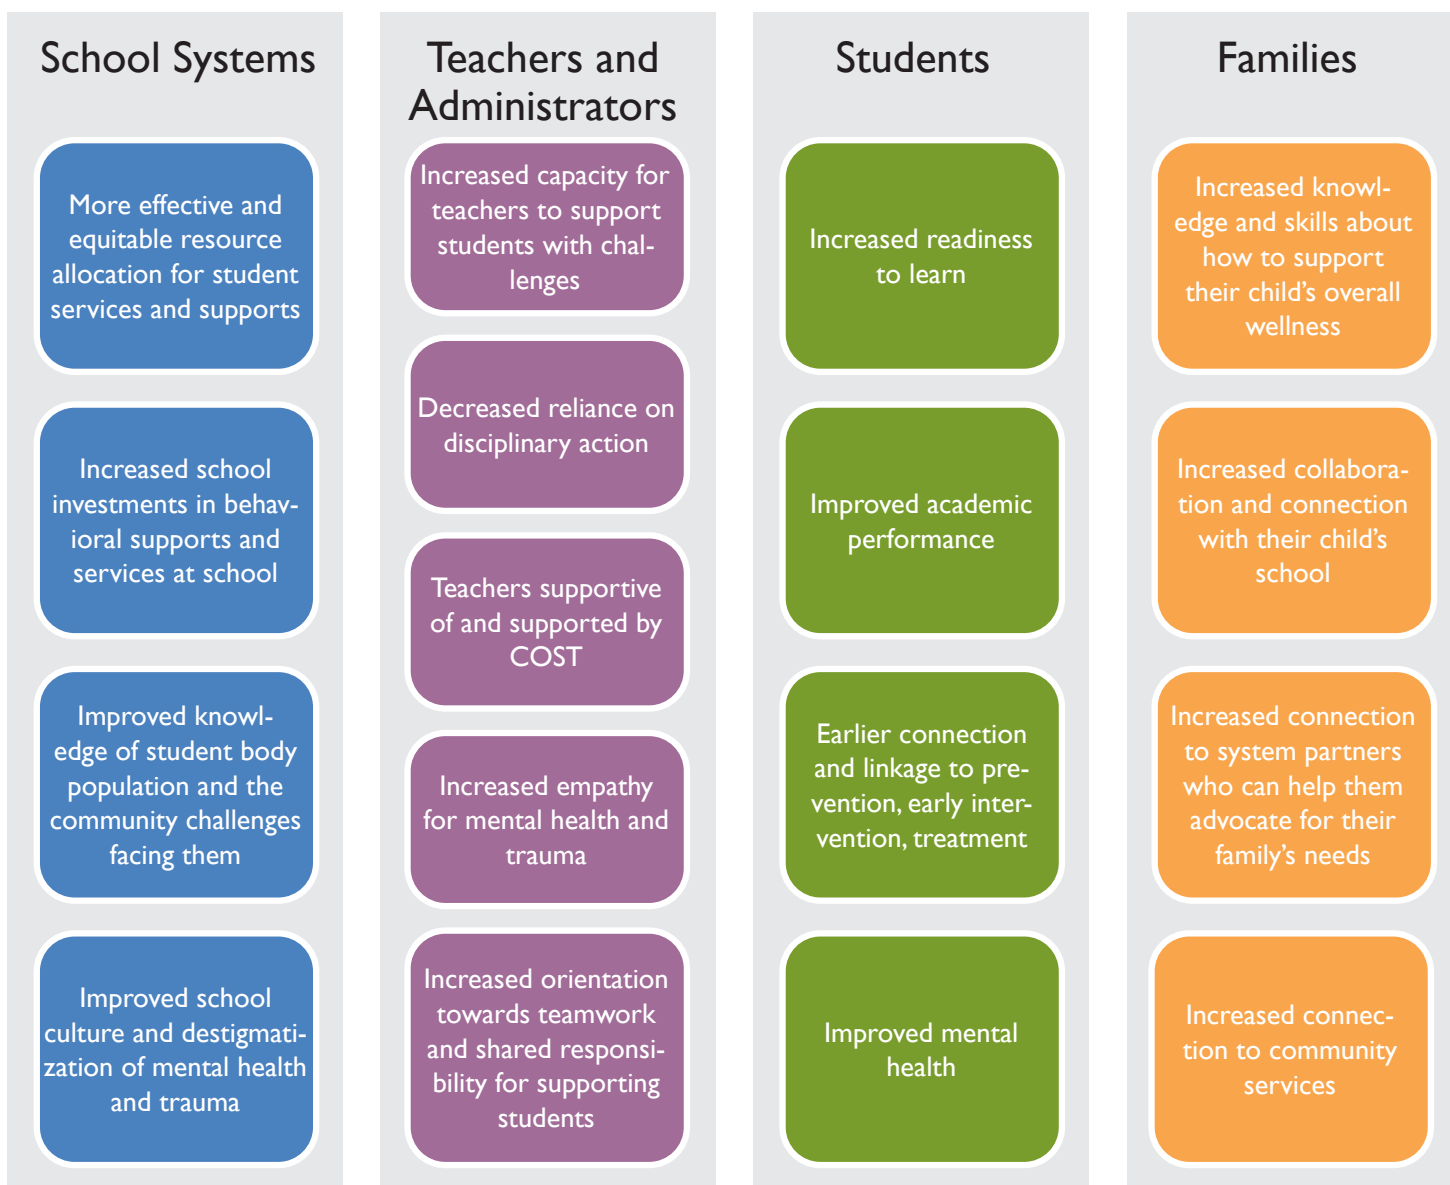 School Systems
More effective and
equitable resource
allocation for student
services and supports
Increased school
investments in behav-
ioral supports and
services at school
Improved knowl-
edge of student body
population and the
community challenges
facing them
Improved school
culture and destigmati-
zation of mental health
and trauma
Teachers and
Administrators
Increased capacity for
teachers to support
students with chal-
lenges
Decreased reliance on
disciplinary action
Teachers supportive
of and supported by
COST
Increased empathy
for mental health and
trauma
Increased orientation
towards teamwork
and shared responsi-
bility for supporting
students
Students
Increased readiness
to learn
Improved academic
performance
Earlier connection
and linkage to pre-
vention, early inter-
vention, treatment
Improved mental
health
Families
Increased knowl-
edge and skills about
how to support
their child's overall
wellness
Increased collabora-
tion and connection
with their child's
school
Increased connection
to system partners
who can help them
advocate for their
family's needs
Increased connec-
tion to community
services